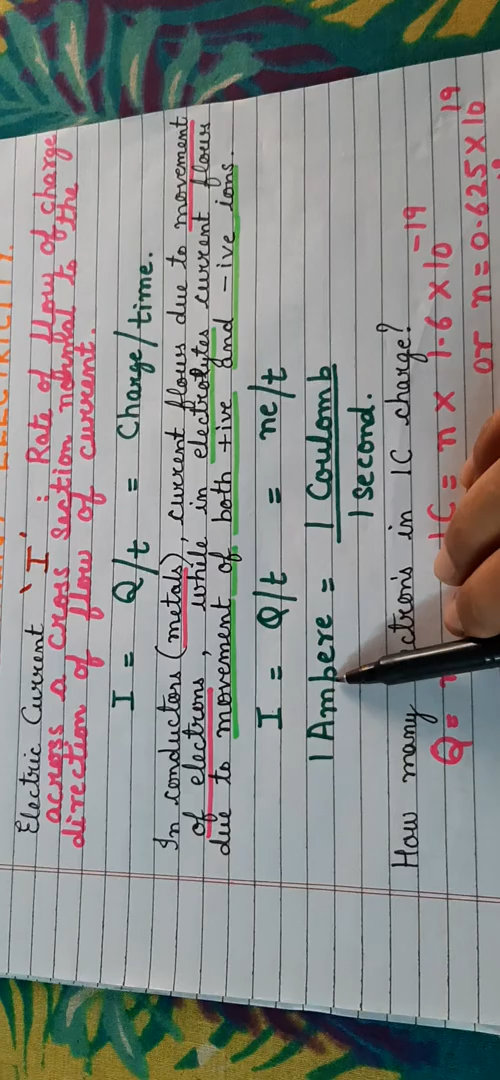 ELECTRICITY.
Electric Current 'I' : Rate of flow of charge
across a cross section normal to the
direction of flow of current.
I = Q/t = Charge/time.
In conductors (metals), current flows due to movement
of electrons, while in electrolytes current flows
due to movement of both +ive and -ive ions.
I = Q/t = ne/t
1 Ampere = 1 Coulomb
1 second.
How many in 1C charge?
Q = 1C = n × 1.6 × 10⁻¹⁹
or n = 0.625 × 10¹⁹